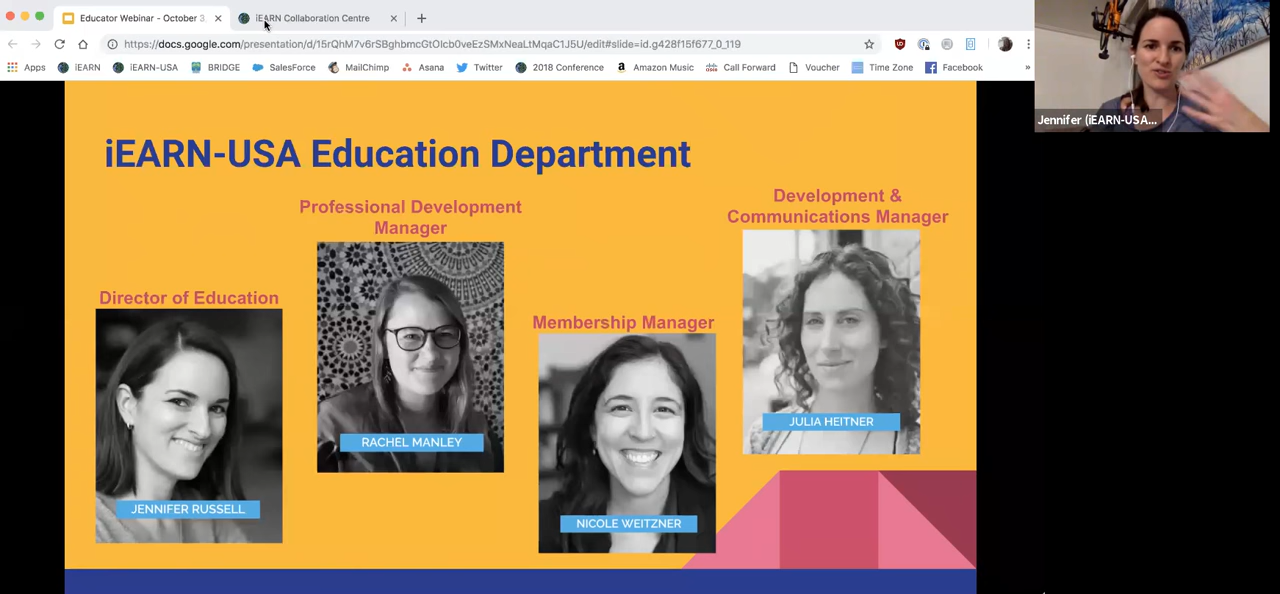 Educator Webinar - October 3
iEARN Collaboration Centre
https://docs.google.com/presentation/d/15rQhM7v6rSBghbmcGtOlcb0veEzSMxNeaLtMqaC1J5U/edit#slide=id.g428f15f677_0_119
Apps iEARN iEARN-USA BRIDGE SalesForce MailChimp Asana Twitter 2018 Conference Amazon Music Call Forward Voucher Time Zone Facebook »
Jennifer (iEARN-USA...
iEARN-USA Education Department
Professional Development
Manager
Development &
Communications Manager
Director of Education
Membership Manager
JULIA HEITNER
RACHEL MANLEY
JENNIFER RUSSELL
NICOLE WEITZNER